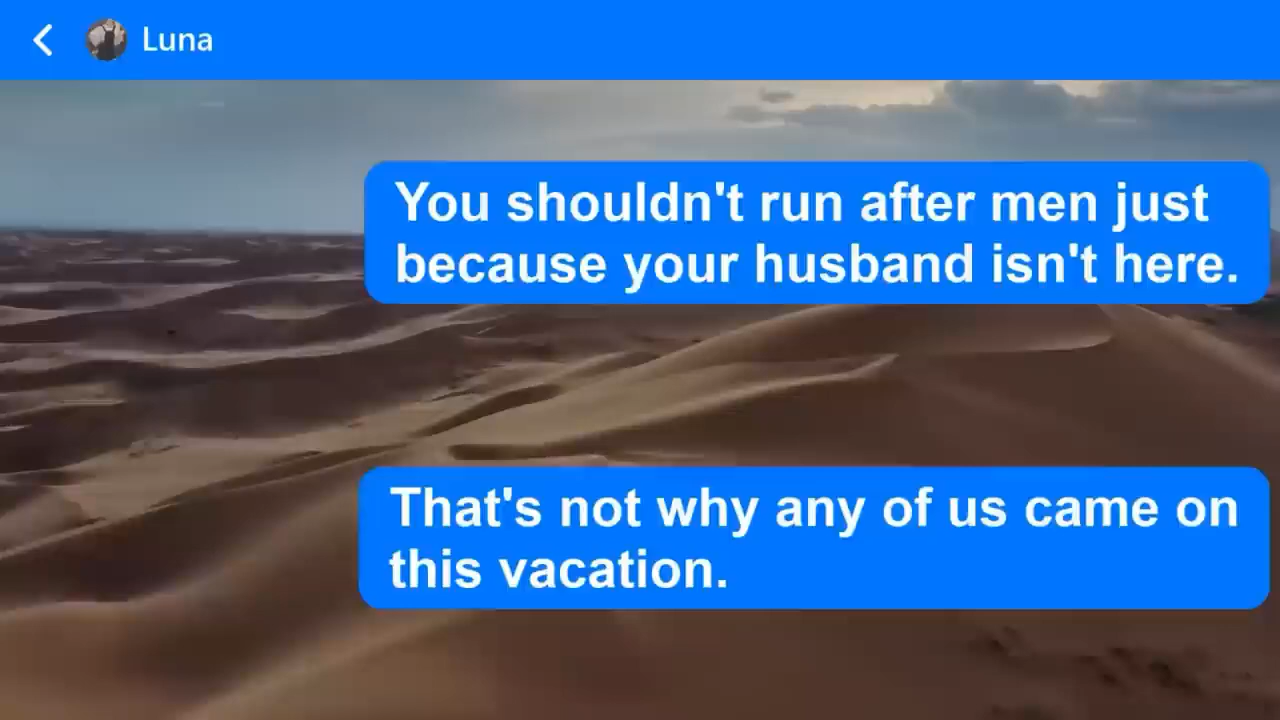 Luna
You shouldn't run after men just
because your husband isn't here.
That's not why any of us came on
this vacation.